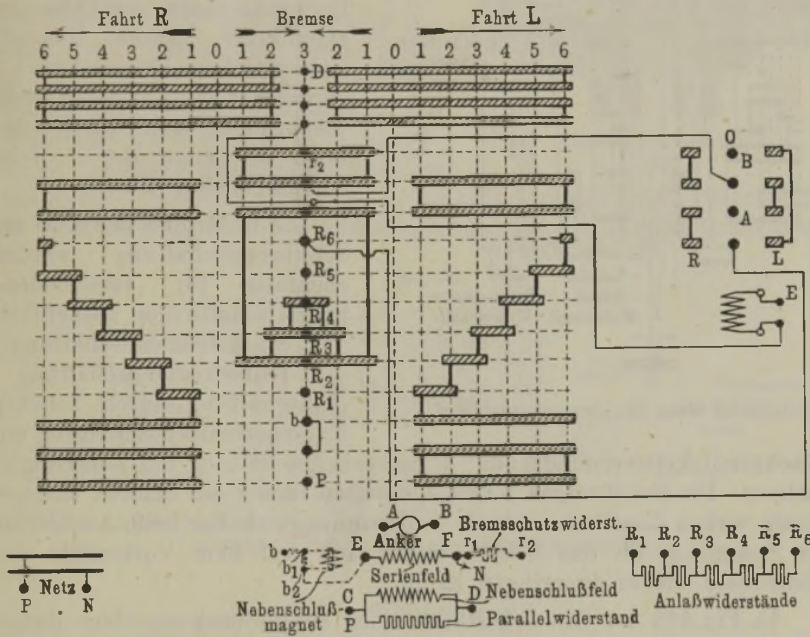 Fahrt R Bremse Fahrt L
6 5 4 3 2 1 0 1 2 3 2 1 0 1 2 3 4 5 6
D
r2
O
B
A
R L
E
R6
R5
R4
R3
R2
R1
b
P
A B
Anker
E F r1 Bremsschutzwiderst. r2
b
b1
b2
Serienfeld
N
R1 R2 R3 R4 R5 R6
Anlaßwiderstände
Netz
P N
Nebenschluß-
magnet
C D Nebenschlußfeld
P
Parallelwiderstand